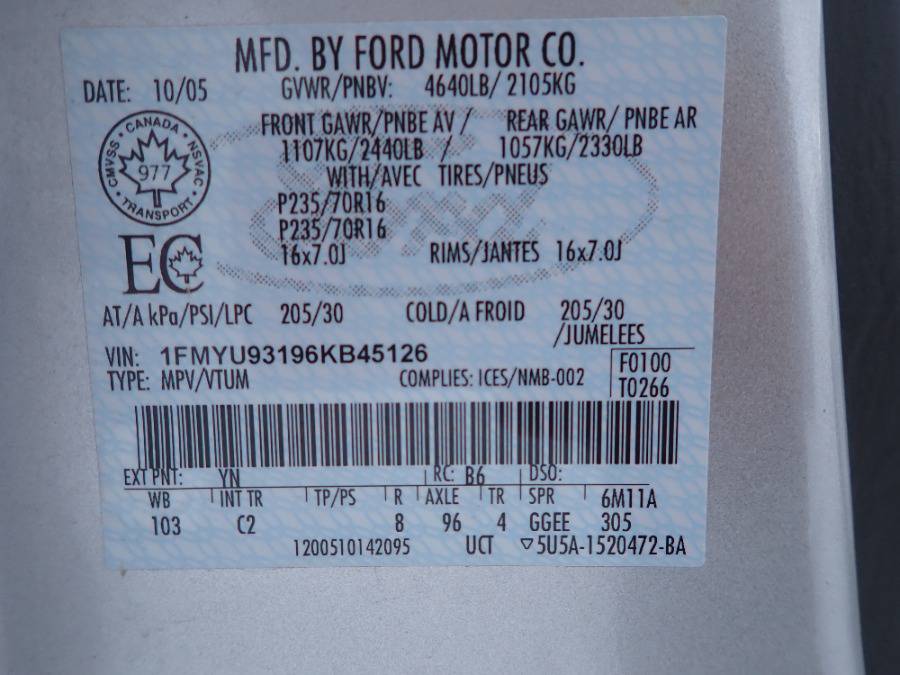 MFD. BY FORD MOTOR CO.
DATE: 10/05 GVWR/PNBV: 4640LB/ 2105KG
FRONT GAWR/PNBE AV / REAR GAWR/ PNBE AR
1107KG/2440LB / 1057KG/2330LB
WITH/AVEC TIRES/PNEUS
CANADA
CMVSS 977 NSVAC
TRANSPORT
P235/70R16
P235/70R16
EC
16x7.0J RIMS/JANTES 16x7.0J
AT/A kPa/PSI/LPC 205/30 COLD/A FROID 205/30
/JUMELEES
VIN: 1FMYU93196KB45126 F0100
TYPE: MPV/VTUM COMPLIES: ICES/NMB-002 T0266
EXT PNT: YN RC: B6 DSO:
WB INT TR TP/PS R AXLE TR SPR 6M11A
103 C2 8 96 4 GGEE 305
1200510142095 UCT ▽5U5A-1520472-BA